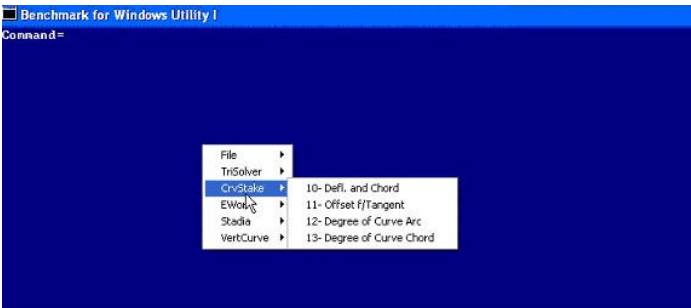 Benchmark for Windows Utility I
Command=
File
TriSolver
CrvStake
Stadia
VertCurve
10- Defl. and Chord
11- Offset f/Tangent
12- Degree of Curve Arc
13- Degree of Curve Chord